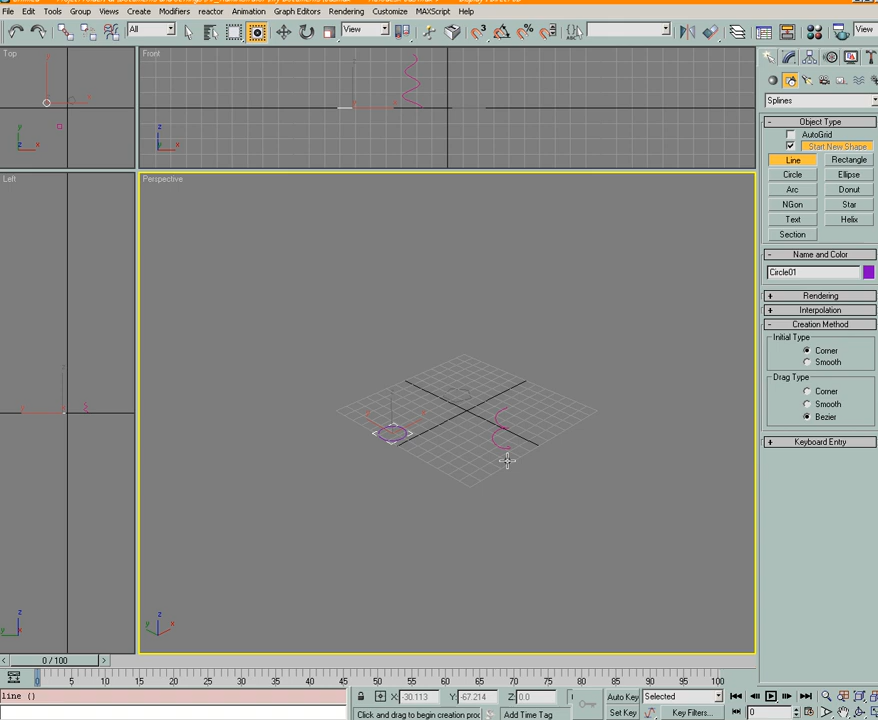 File Edit Tools Group Views Create Modifiers reactor Animation Graph Editors Rendering Customize MAXScript Help
All View View
Top Front
Splines
Object Type
AutoGrid
Start New Shape
Line Rectangle
Circle Ellipse
Arc Donut
NGon Star
Text Helix
Section
Left Perspective
Name and Color
Circle01
Rendering
Interpolation
Creation Method
Initial Type
Corner
Smooth
Drag Type
Corner
Smooth
Bezier
Keyboard Entry
0 / 100
0 5 10 15 20 25 30 35 40 45 50 55 60 65 70 75 80 85 90 95 100
line () X: -30.113 Y: -67.214 Z: 0.0 Auto Key Selected
Click and drag to begin creation proc Add Time Tag Set Key Key Filters... 0